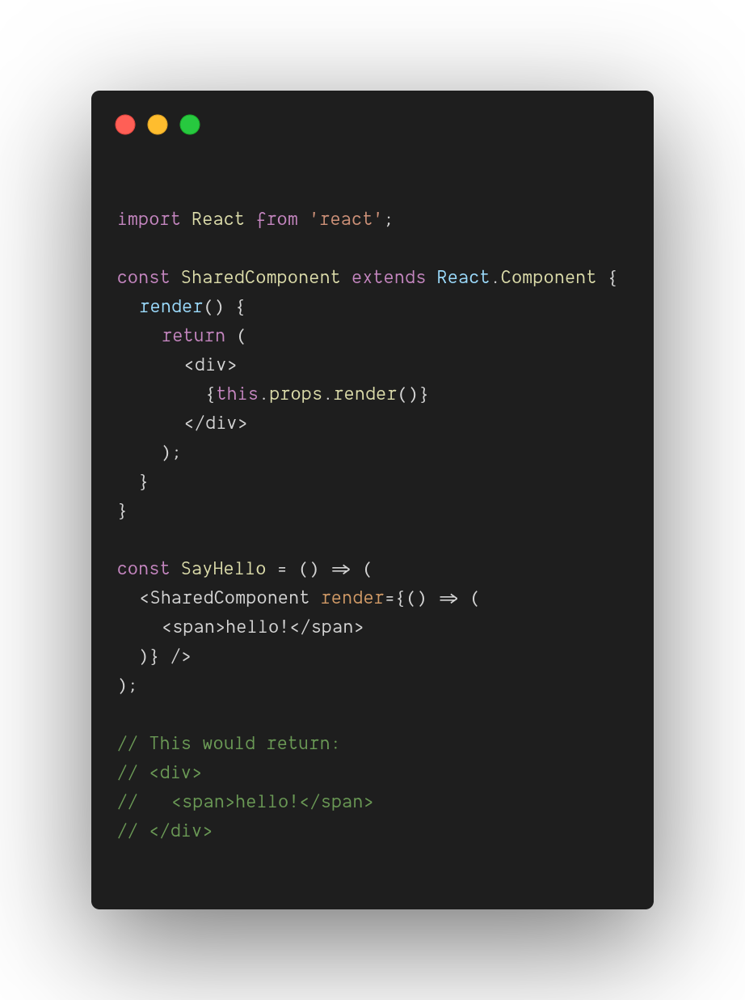 import React from 'react';

const SharedComponent extends React.Component {
  render() {
    return (
      <div>
        {this.props.render()}
      </div>
    );
  }
}

const SayHello = () => (
  <SharedComponent render={() => (
    <span>hello!</span>
  )} />
);

// This would return:
// <div>
//   <span>hello!</span>
// </div>